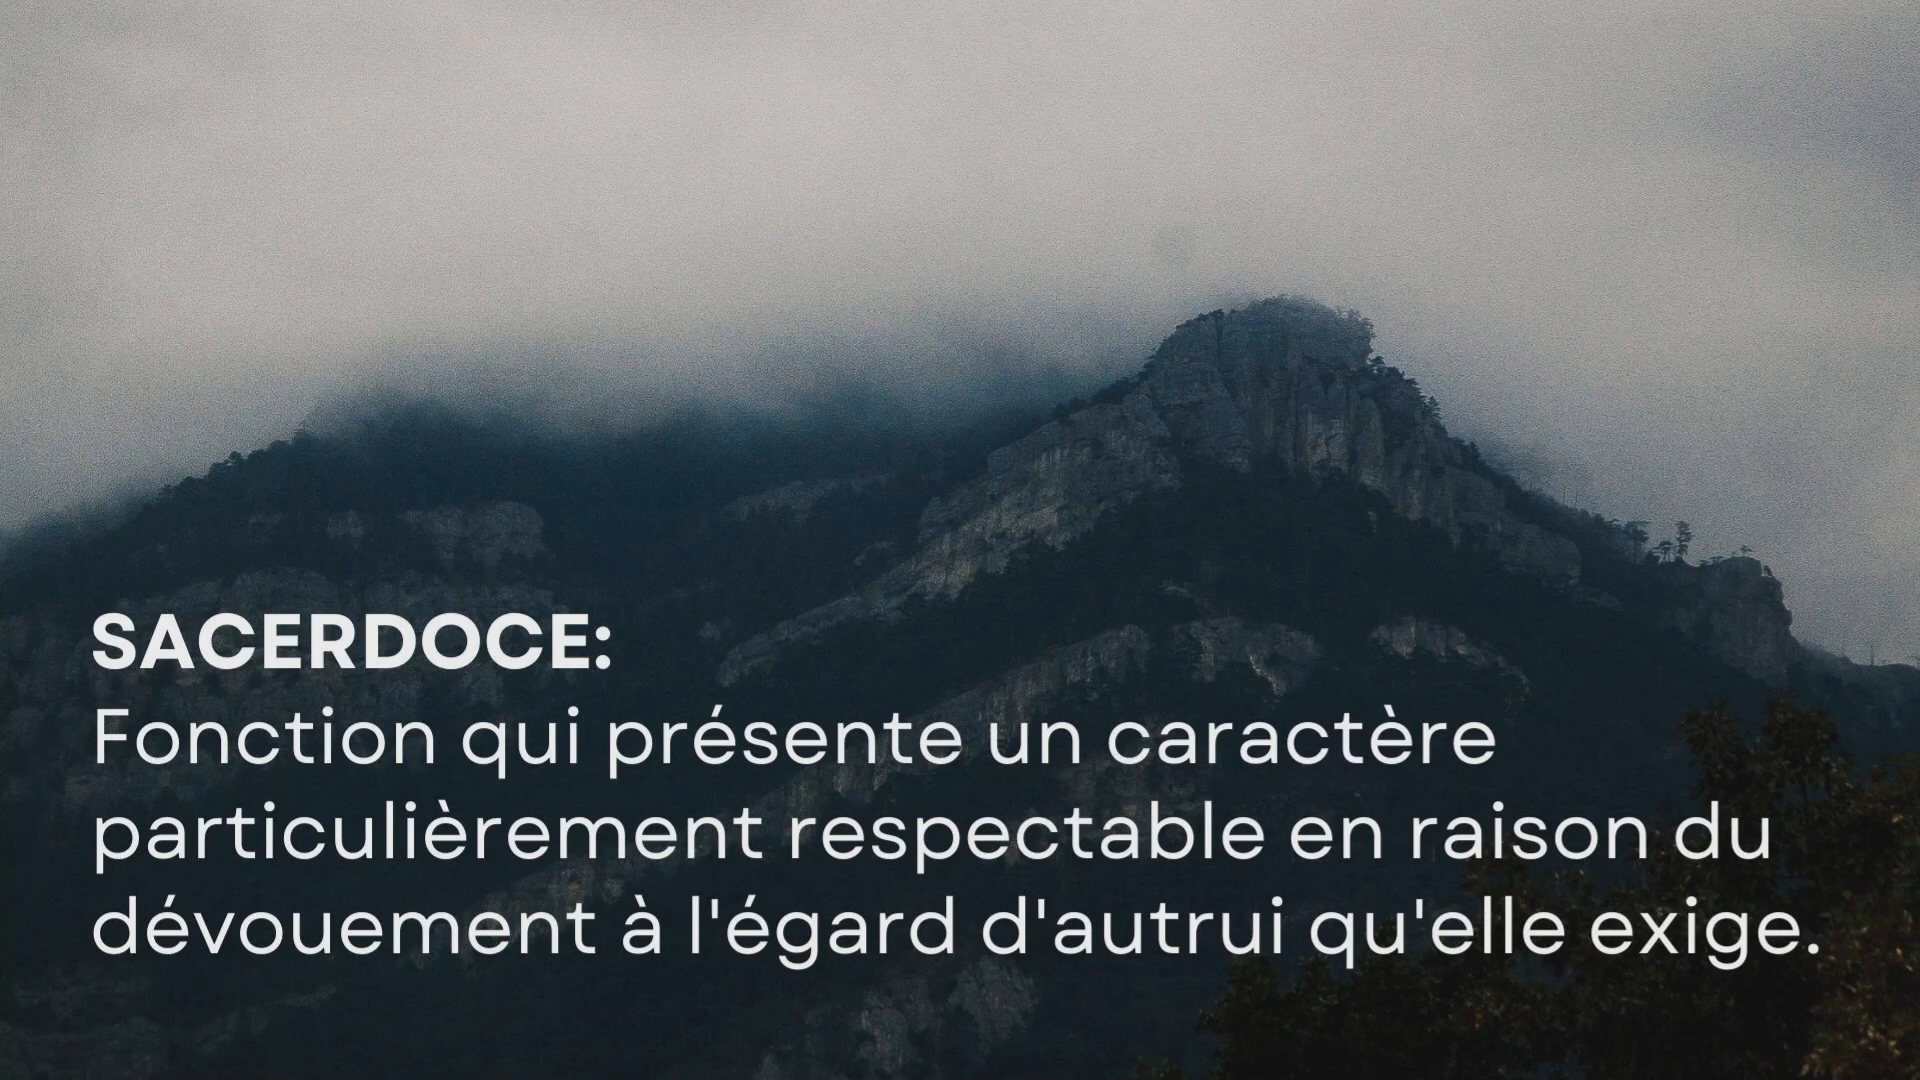 SACERDOCE:
Fonction qui présente un caractère
particulièrement respectable en raison du
dévouement à l'égard d'autrui qu'elle exige.